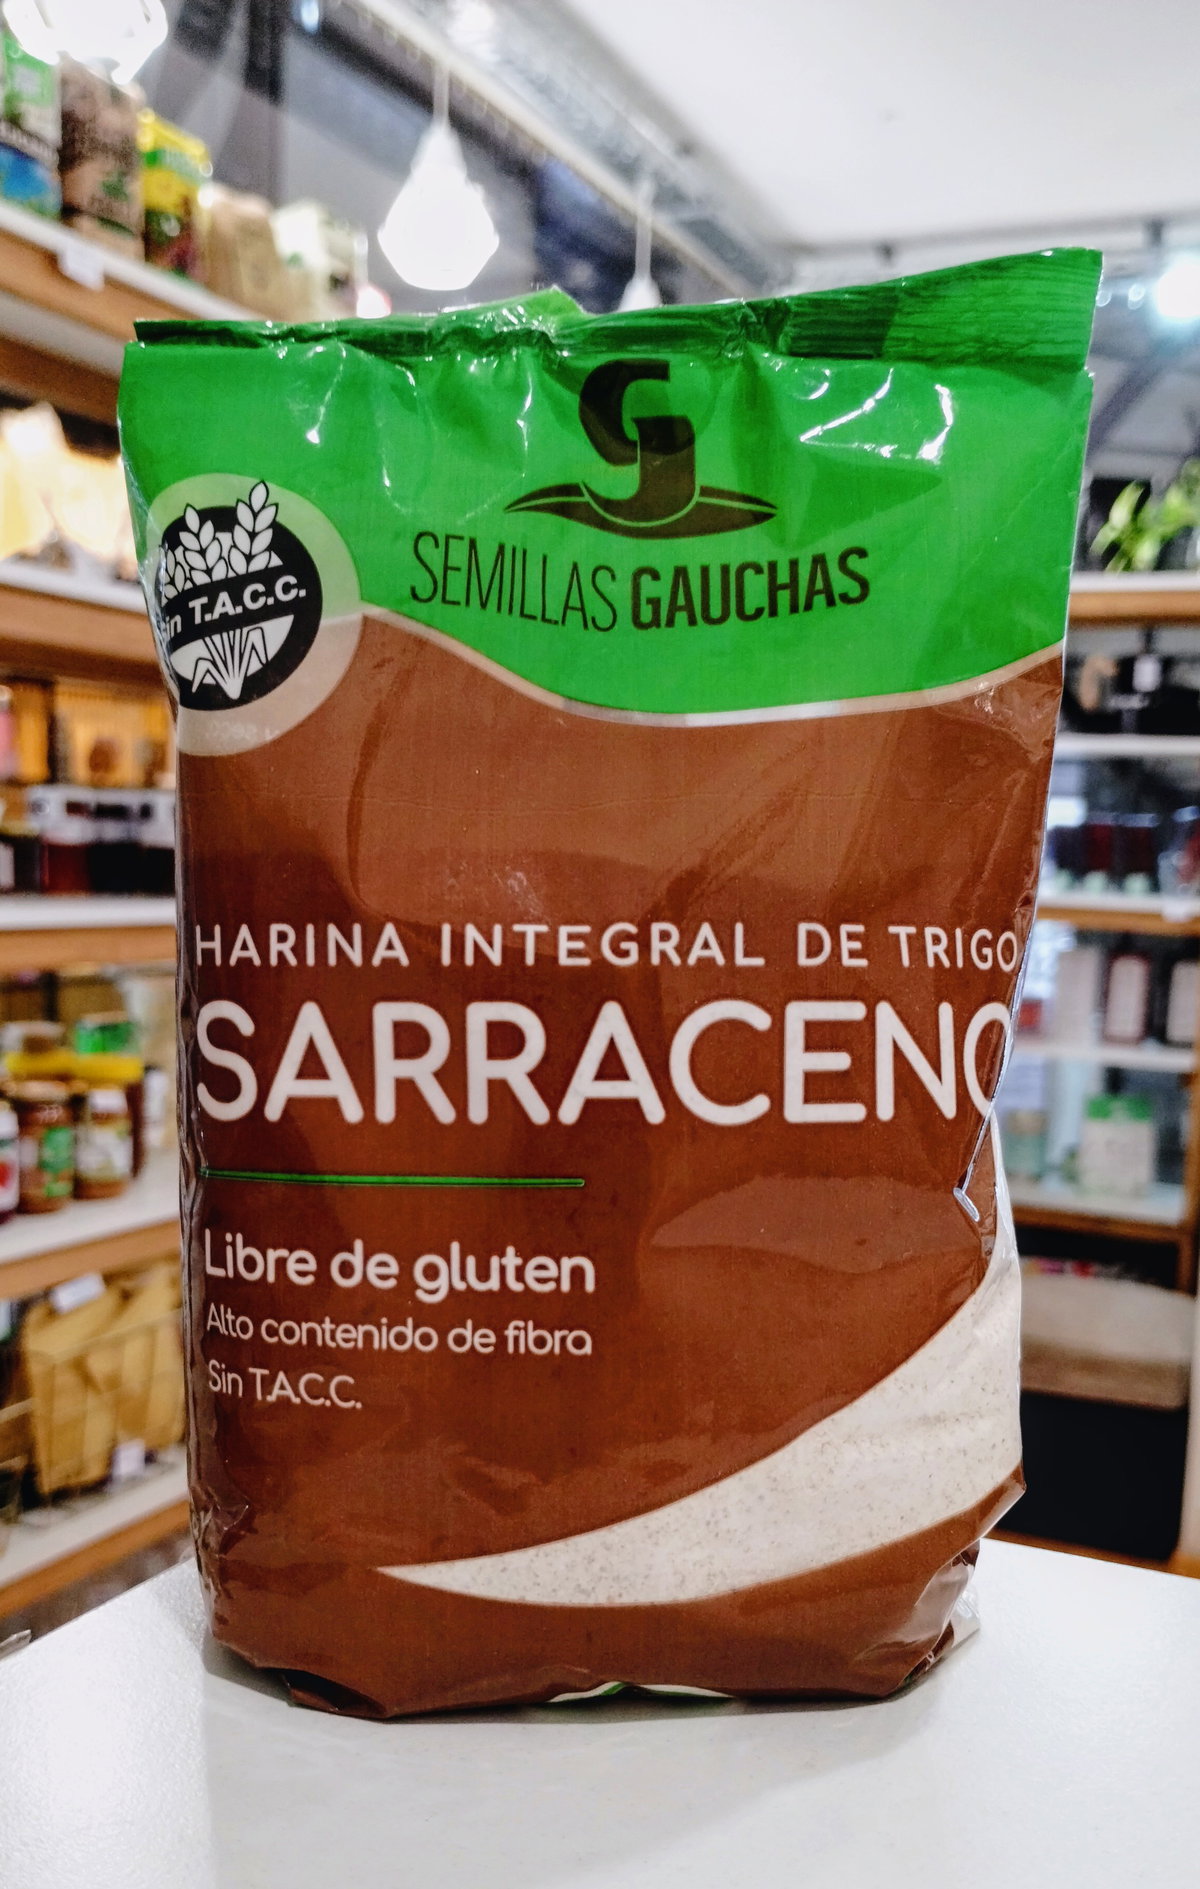 G
SEMILLAS GAUCHAS
Sin T.A.C.C.
HARINA INTEGRAL DE TRIGO
SARRACENO
Libre de gluten
Alto contenido de fibra
Sin T.A.C.C.